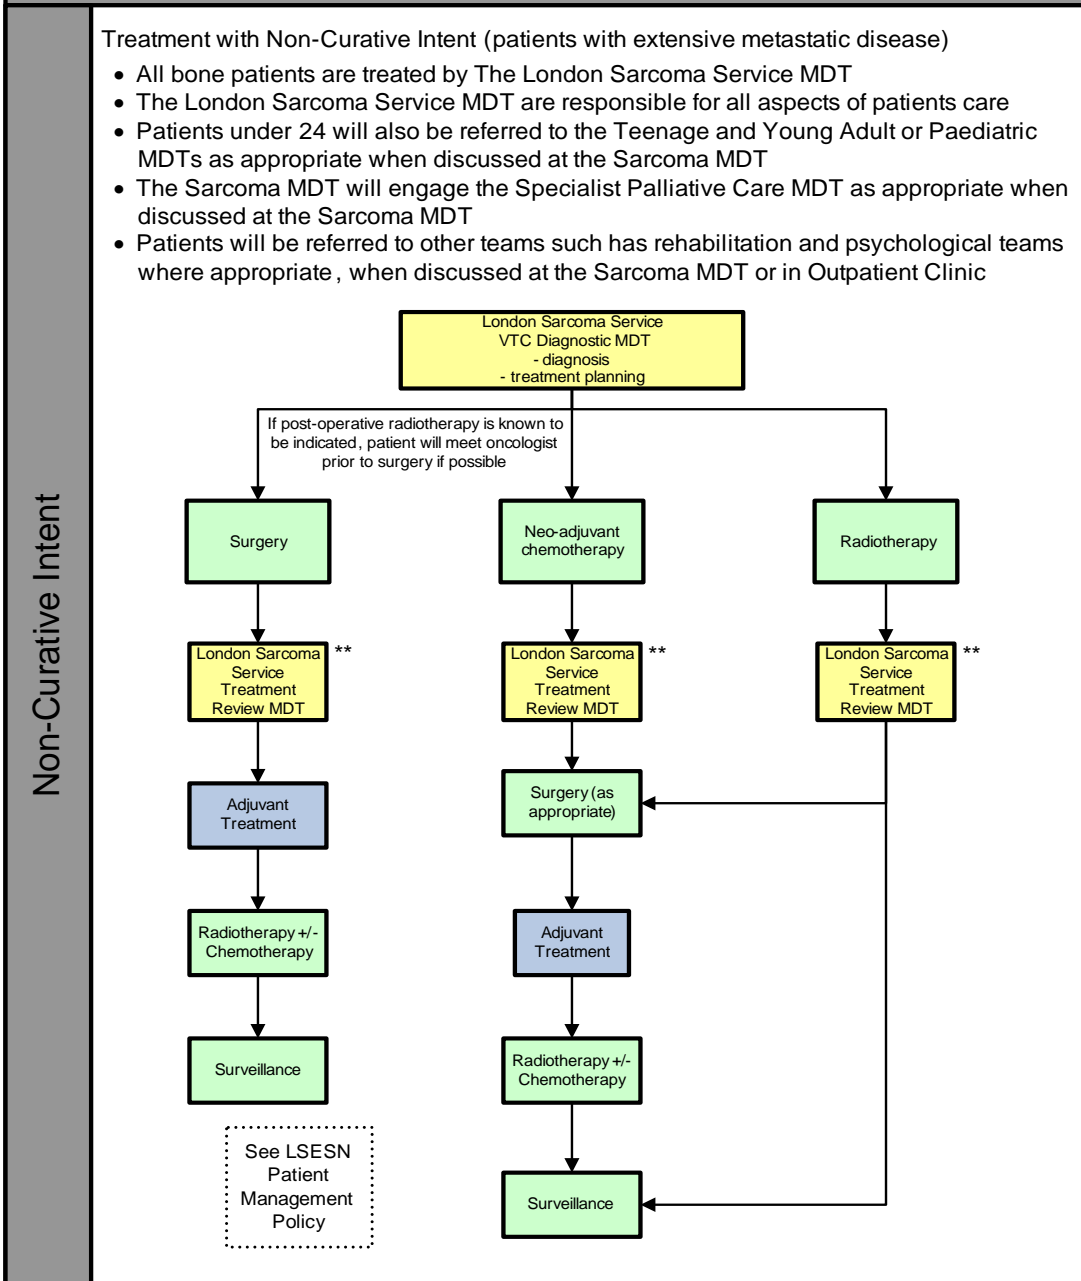 Non-Curative Intent
Treatment with Non-Curative Intent (patients with extensive metastatic disease)
• All bone patients are treated by The London Sarcoma Service MDT
• The London Sarcoma Service MDT are responsible for all aspects of patients care
• Patients under 24 will also be referred to the Teenage and Young Adult or Paediatric
MDTs as appropriate when discussed at the Sarcoma MDT
• The Sarcoma MDT will engage the Specialist Palliative Care MDT as appropriate when
discussed at the Sarcoma MDT
• Patients will be referred to other teams such has rehabilitation and psychological teams
where appropriate, when discussed at the Sarcoma MDT or in Outpatient Clinic
London Sarcoma Service
VTC Diagnostic MDT
- diagnosis
- treatment planning
If post-operative radiotherapy is known to
be indicated, patient will meet oncologist
prior to surgery if possible
Surgery
Neo-adjuvant
chemotherapy
Radiotherapy
London Sarcoma
Service
Treatment
Review MDT
**
London Sarcoma
Service
Treatment
Review MDT
**
London Sarcoma
Service
Treatment
Review MDT
**
Adjuvant
Treatment
Surgery (as
appropriate)
Radiotherapy +/-
Chemotherapy
Adjuvant
Treatment
Surveillance
Radiotherapy +/-
Chemotherapy
See LSESN
Patient
Management
Policy
Surveillance